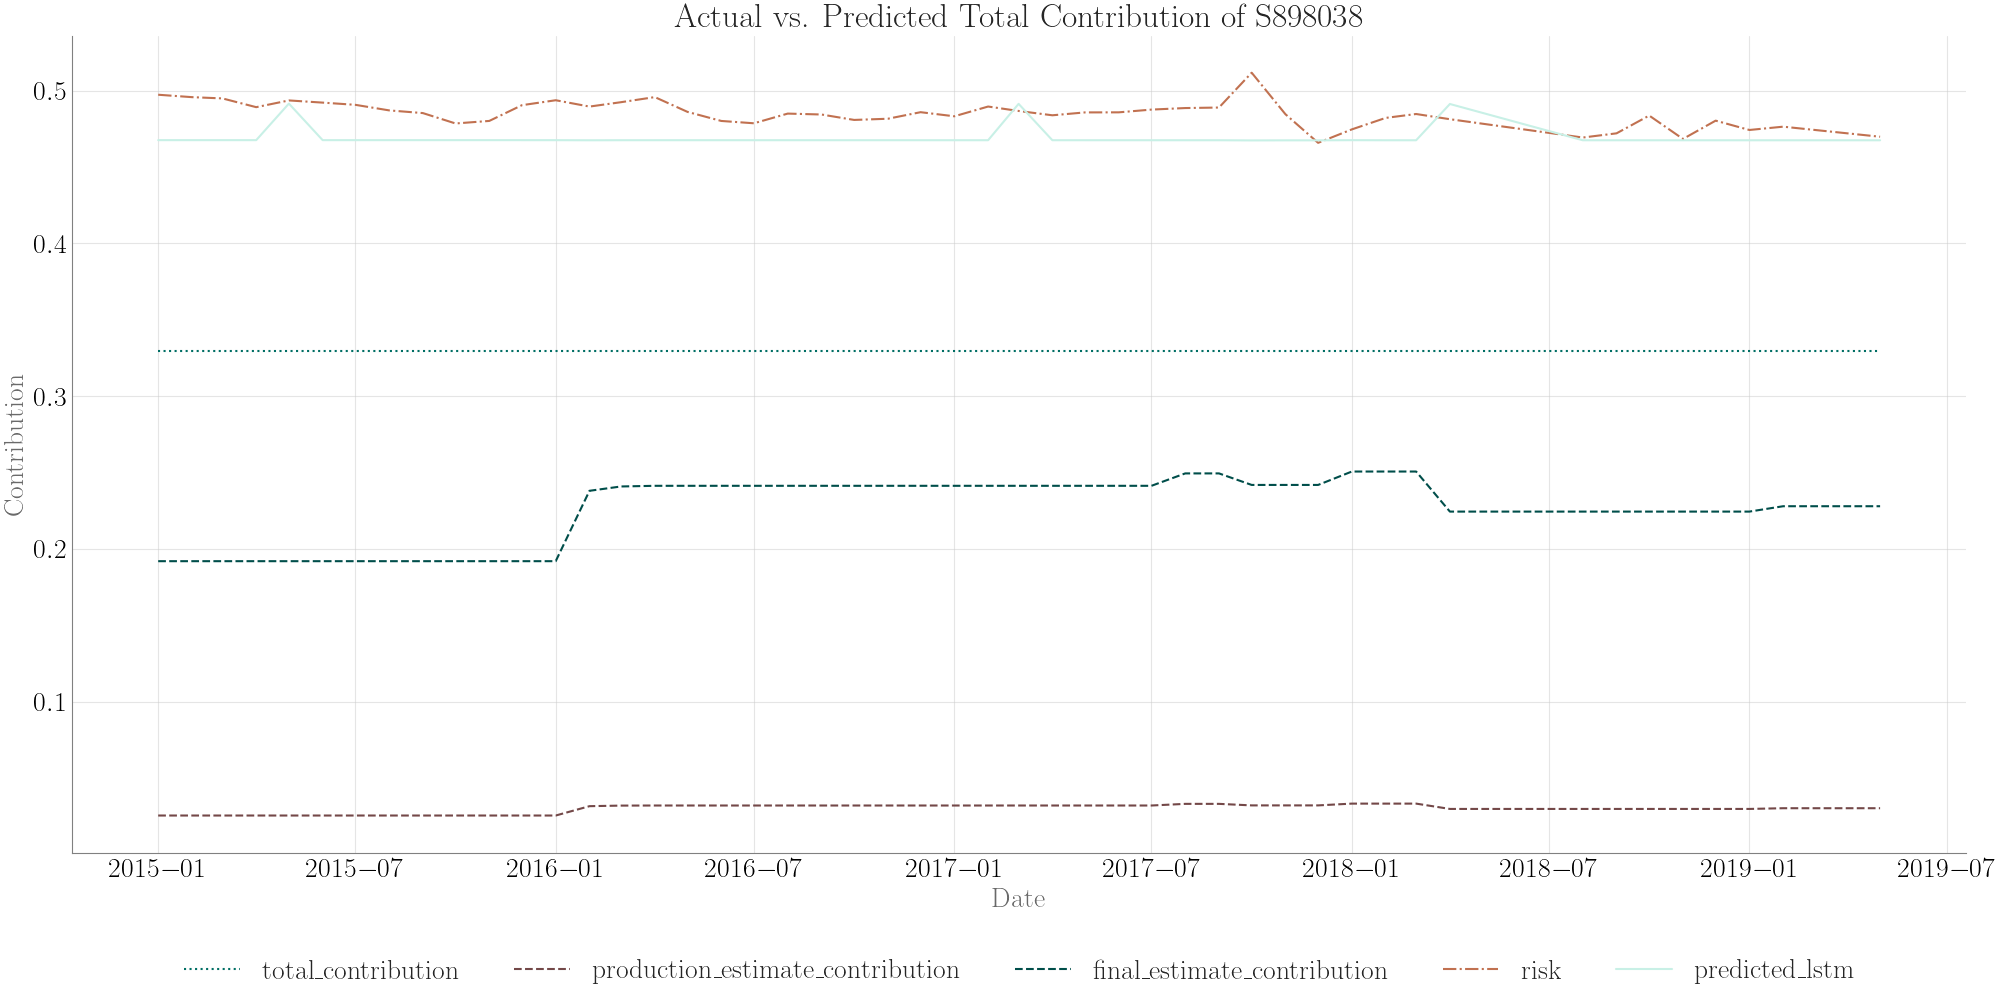 Actual vs. Predicted Total Contribution of S898038
Contribution
0.5
0.4
0.3
0.2
0.1
2015−01 2015−07 2016−01 2016−07 2017−01 2017−07 2018−01 2018−07 2019−01 2019−07
Date
total_contribution production_estimate_contribution final_estimate_contribution risk predicted_lstm